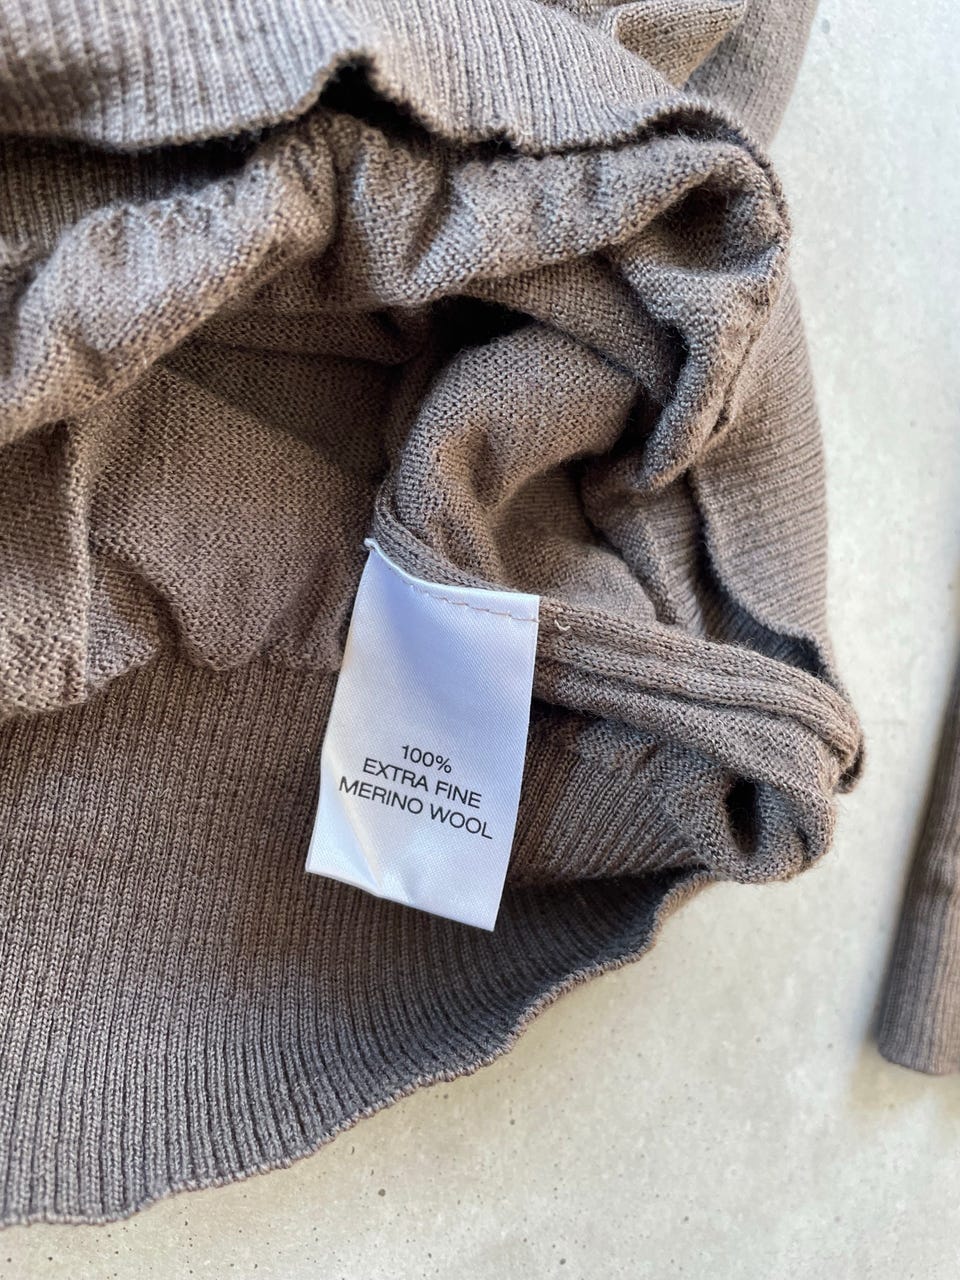 100%
EXTRA FINE
MERINO WOOL